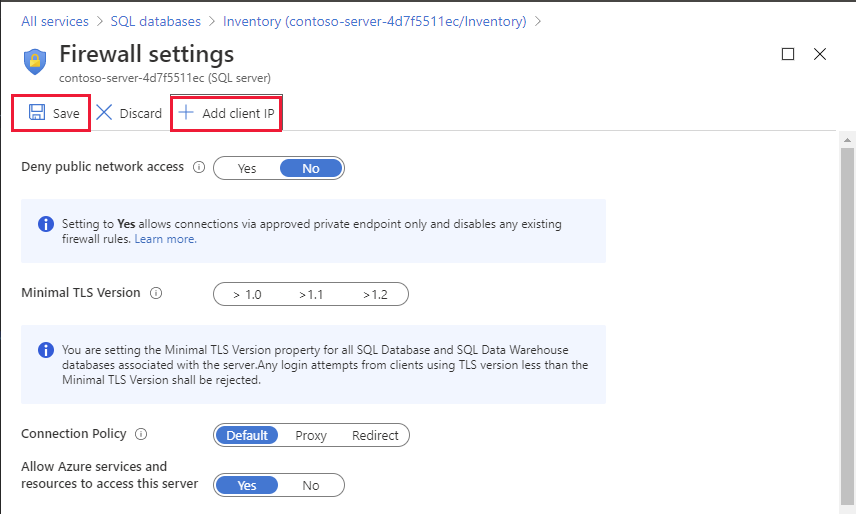 All services > SQL databases > Inventory (contoso-server-4d7f5511ec/Inventory) >
Firewall settings
contoso-server-4d7f5511ec (SQL server)
Save Discard Add client IP
Deny public network access Yes No
Setting to Yes allows connections via approved private endpoint only and disables any existing
firewall rules. Learn more.
Minimal TLS Version > 1.0 >1.1 >1.2
You are setting the Minimal TLS Version property for all SQL Database and SQL Data Warehouse
databases associated with the server.Any login attempts from clients using TLS version less than the
Minimal TLS Version shall be rejected.
Connection Policy Default Proxy Redirect
Allow Azure services and
resources to access this server Yes No